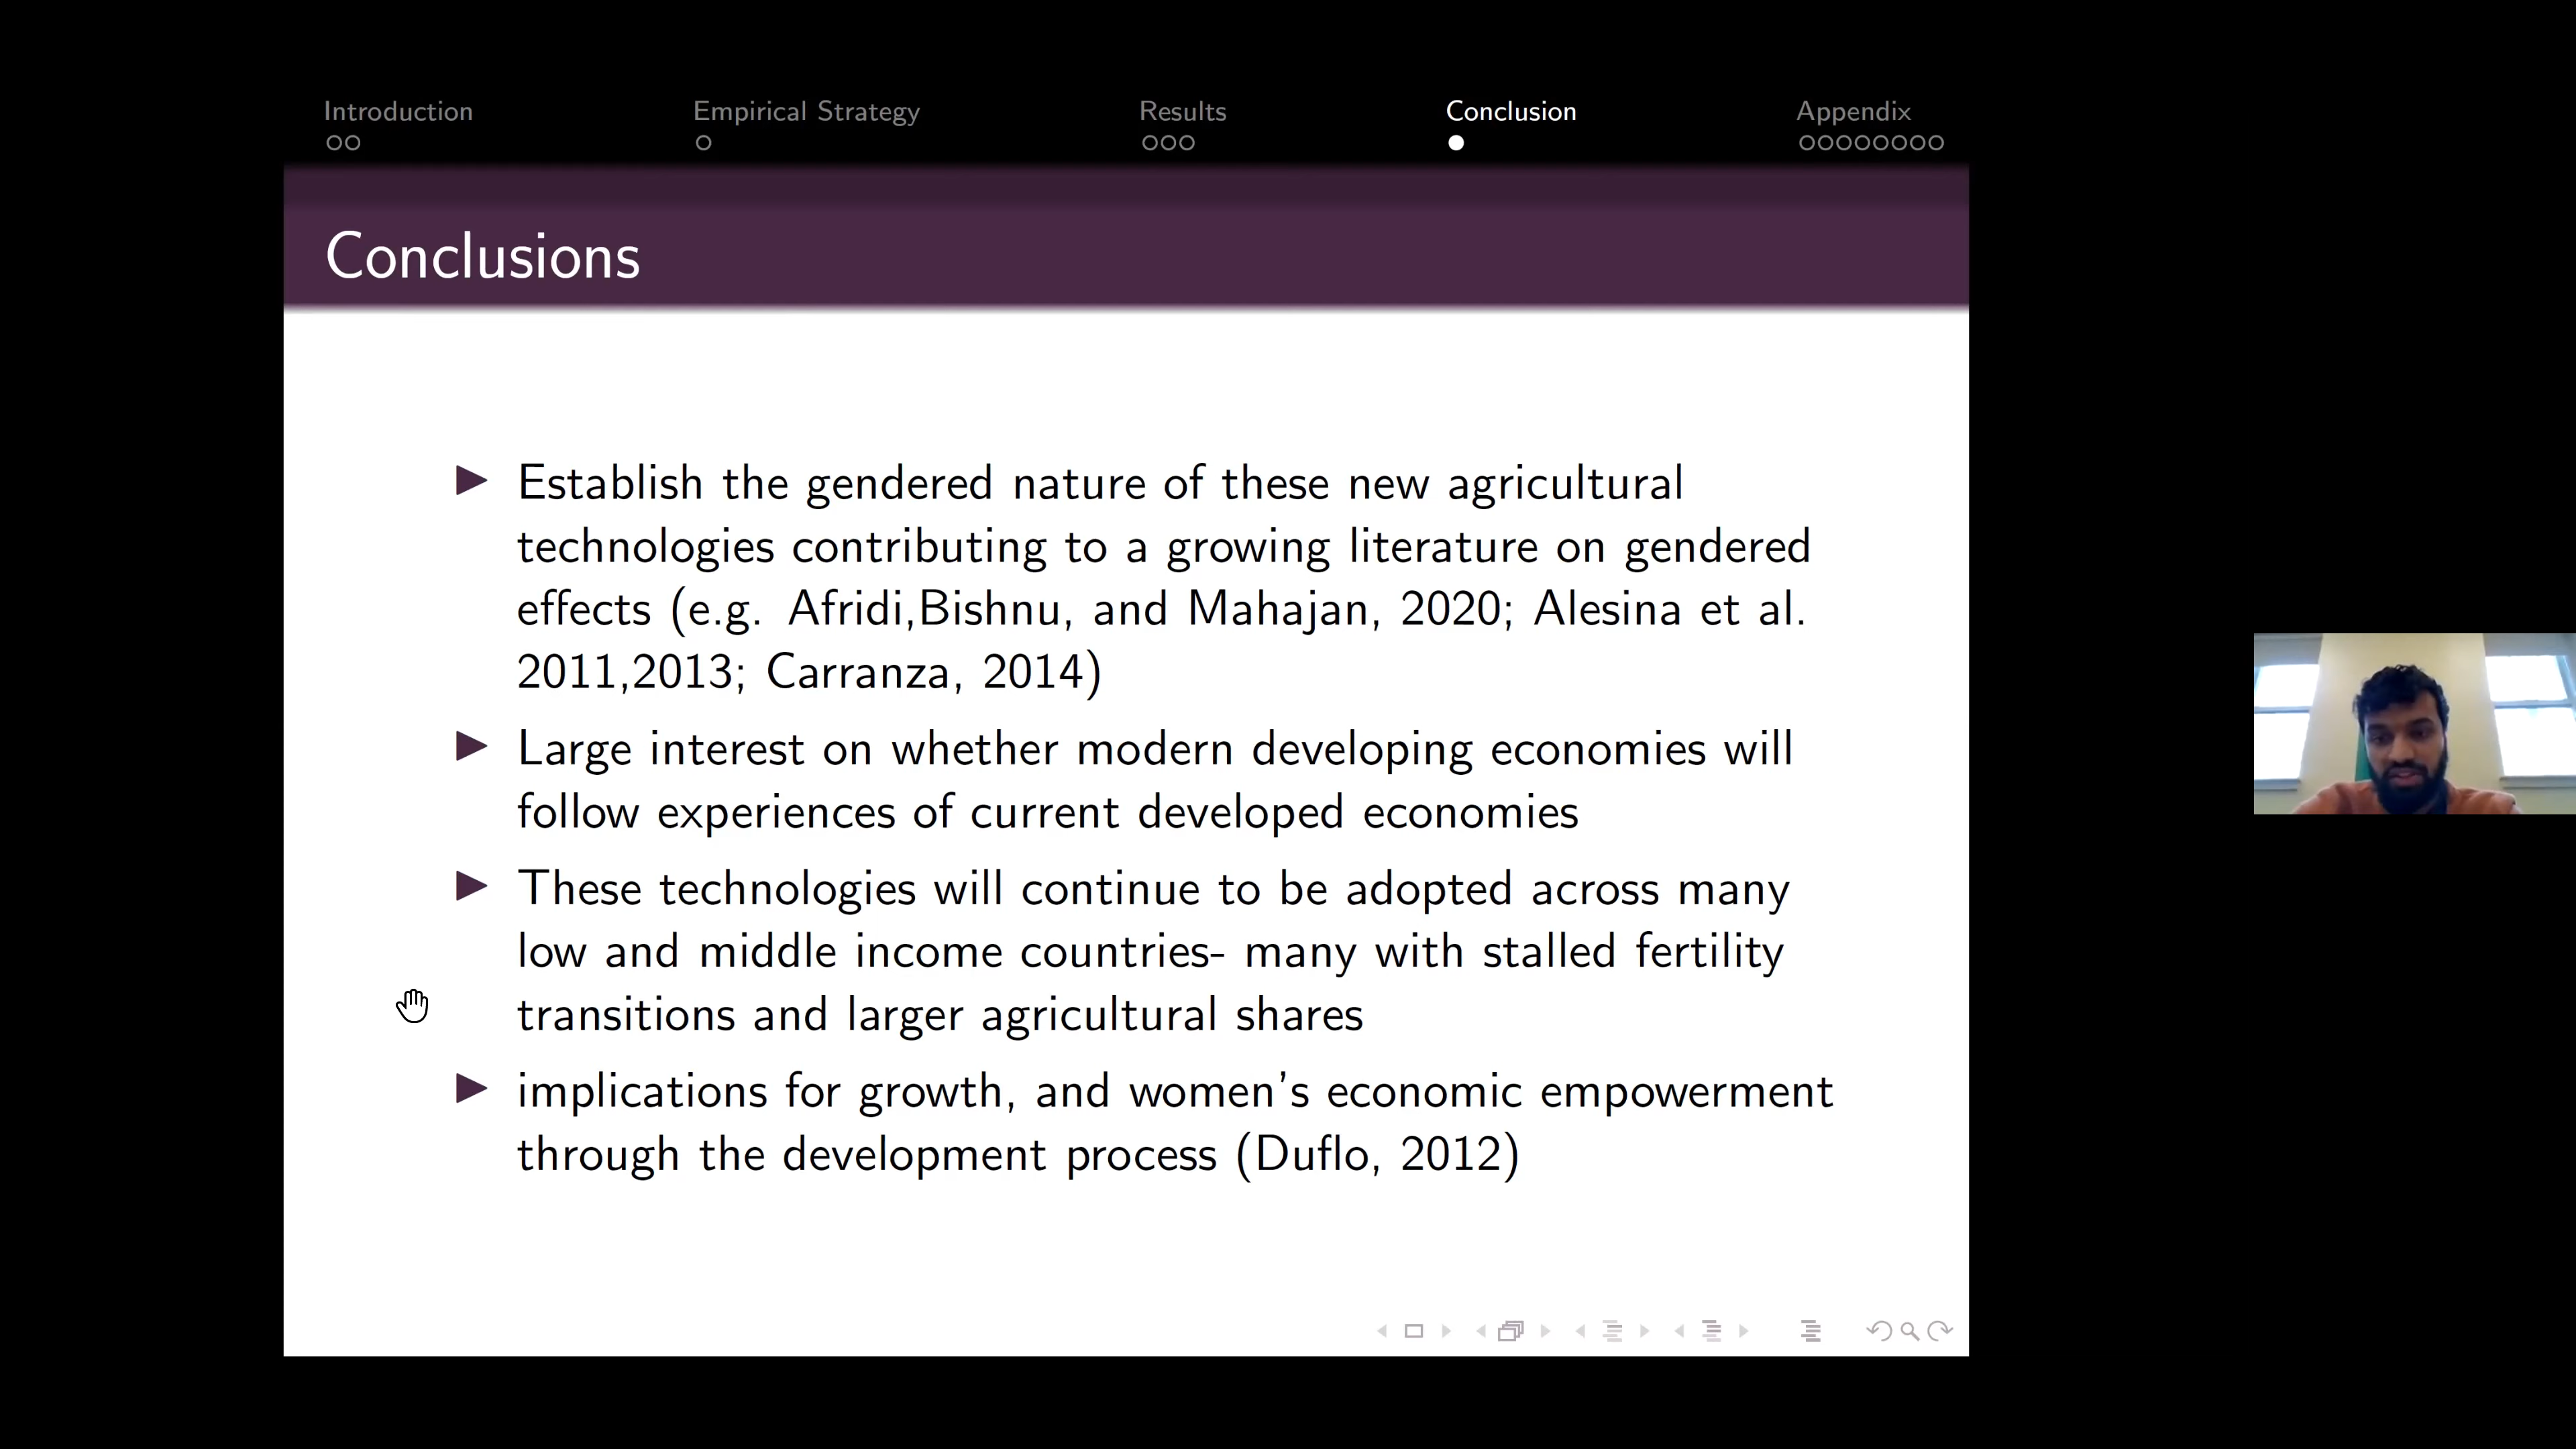 Introduction
Empirical Strategy
Results
Conclusion
Appendix
Conclusions
Establish the gendered nature of these new agricultural
technologies contributing to a growing literature on gendered
effects (e.g. Afridi,Bishnu, and Mahajan, 2020; Alesina et al.
2011,2013; Carranza, 2014)
Large interest on whether modern developing economies will
follow experiences of current developed economies
These technologies will continue to be adopted across many
low and middle income countries- many with stalled fertility
transitions and larger agricultural shares
implications for growth, and women's economic empowerment
through the development process (Duflo, 2012)